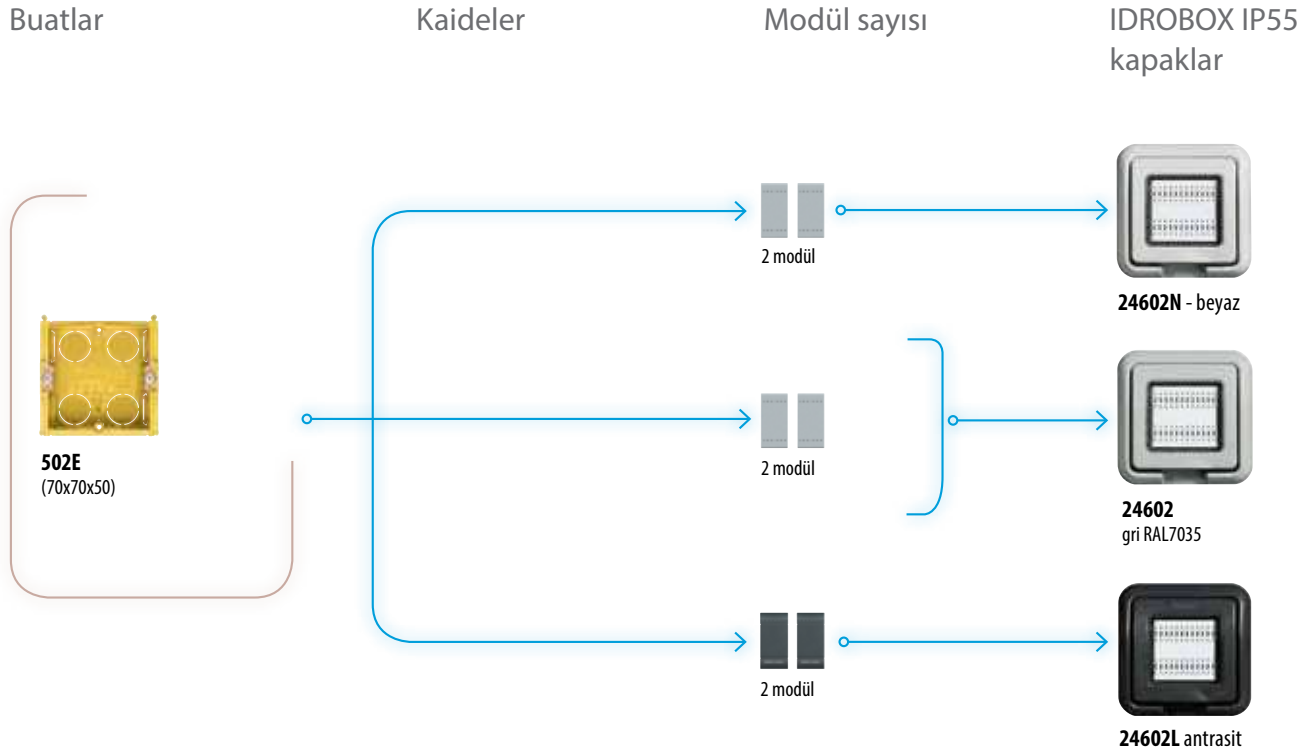 Buatlar
Kaideler
Modül sayısı
IDROBOX IP55
kapaklar
2 modül
24602N - beyaz
502E
(70x70x50)
2 modül
24602
gri RAL7035
2 modül
24602L antrasit